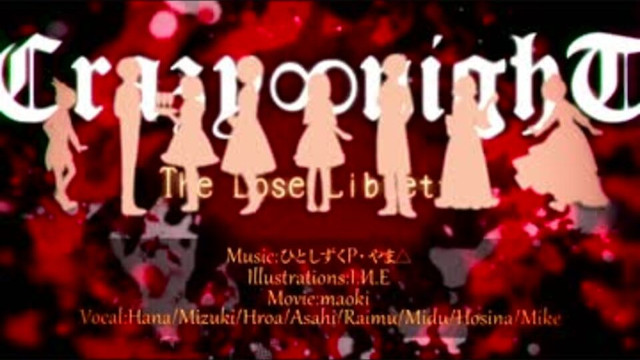 Crazy∞nighT
The Lose Libret
Music:ひとしずくP・やま△
Illustrations:I.И.E
Movie:maoki
Vocal:Hana/Mizuki/Hroa/Asahi/Raimu/Midu/Hosina/Mike